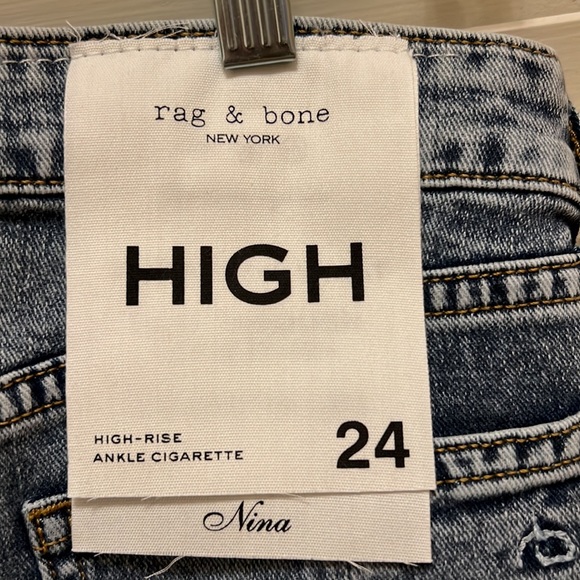 rag & bone
NEW YORK
HIGH
HIGH-RISE
ANKLE CIGARETTE
24
Nina